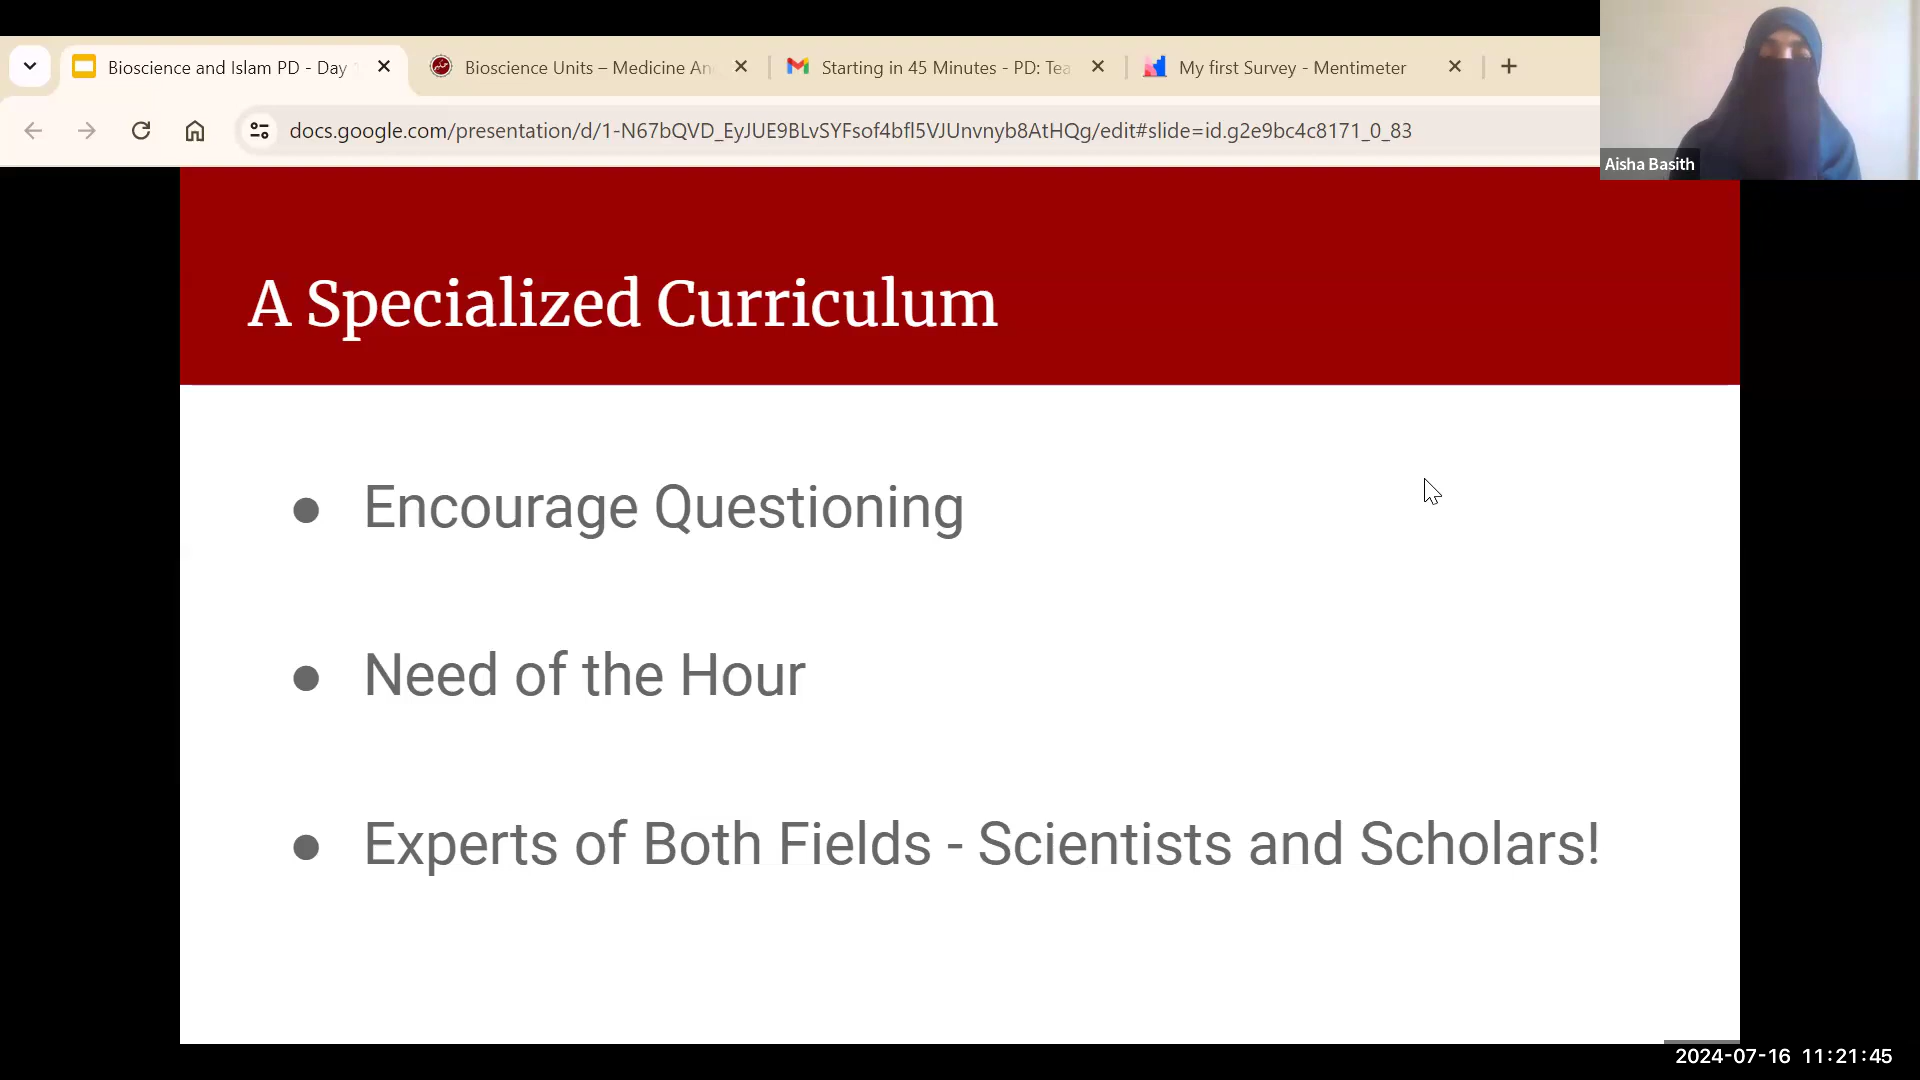 Bioscience and Islam PD - Day
Bioscience Units – Medicine An
Starting in 45 Minutes - PD: Tea
My first Survey - Mentimeter
docs.google.com/presentation/d/1-N67bQVD_EyJUE9BLvSYFsof4bfl5VJUnvnyb8AtHQg/edit#slide=id.g2e9bc4c8171_0_83
Aisha Basith
A Specialized Curriculum
● Encourage Questioning
● Need of the Hour
● Experts of Both Fields - Scientists and Scholars!
2024-07-16 11:21:45